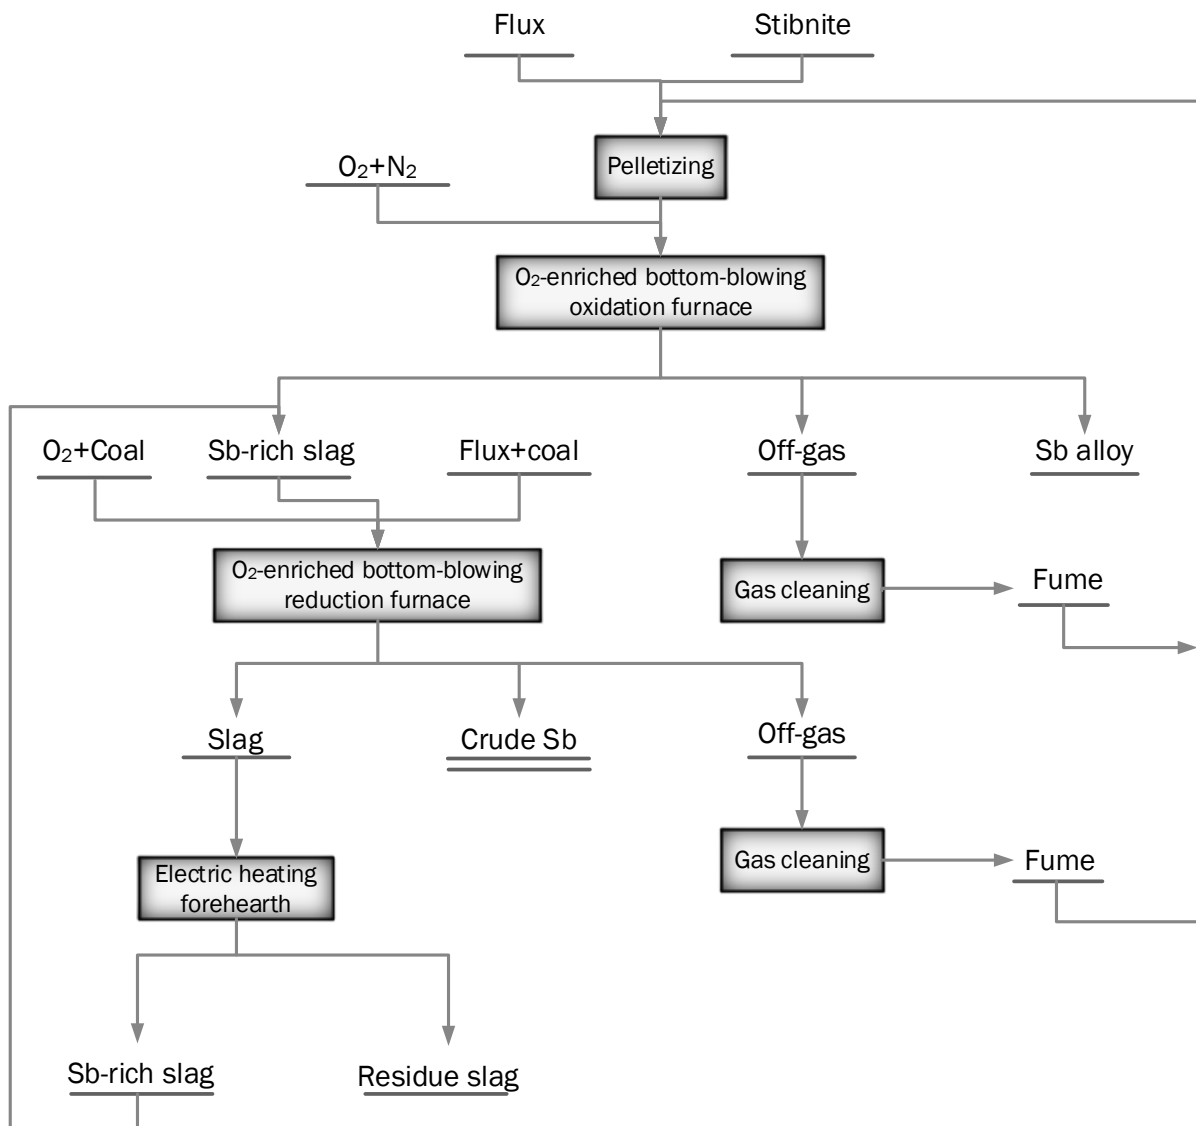 Flux
Stibnite
Pelletizing
O₂+N₂
O₂-enriched bottom-blowing
oxidation furnace
O₂+Coal
Sb-rich slag
Flux+coal
Off-gas
Sb alloy
O₂-enriched bottom-blowing
reduction furnace
Gas cleaning
Fume
Slag
Crude Sb
Off-gas
Electric heating
forehearth
Gas cleaning
Fume
Sb-rich slag
Residue slag